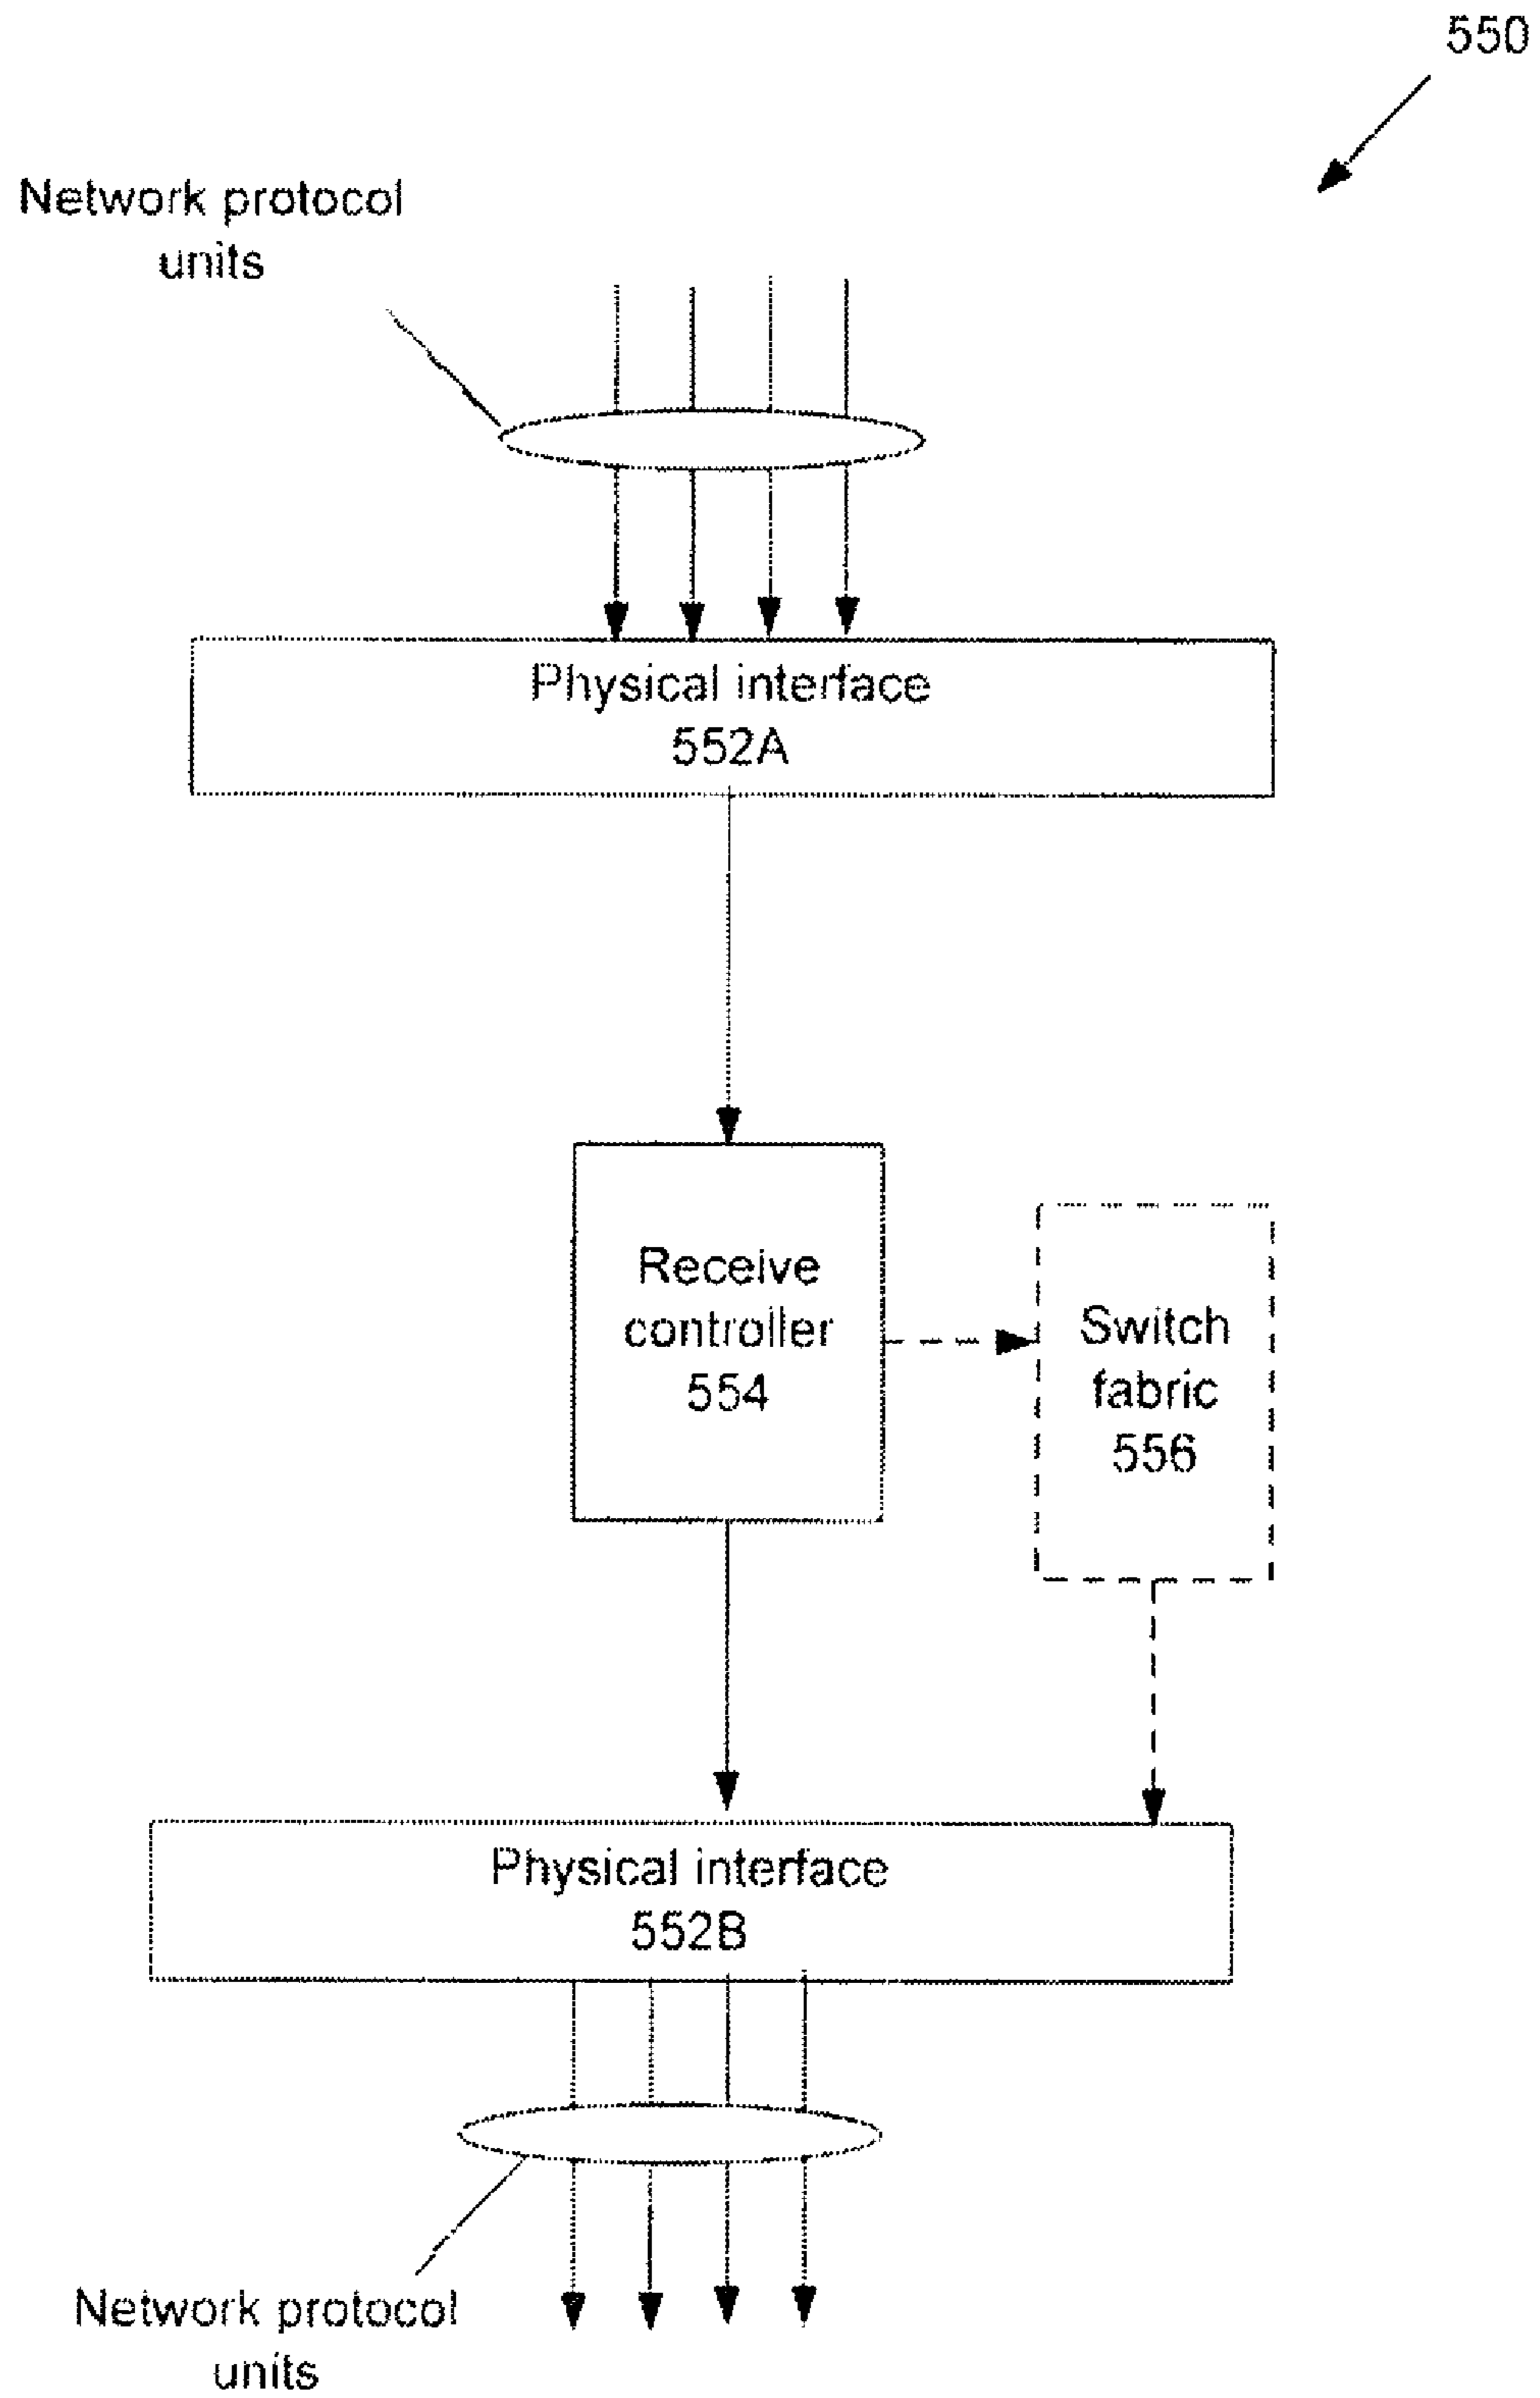 550
Network protocol
units
Physical interface
552A
Receive
controller
554
Switch
fabric
556
Physical interface
552B
Network protocol
units